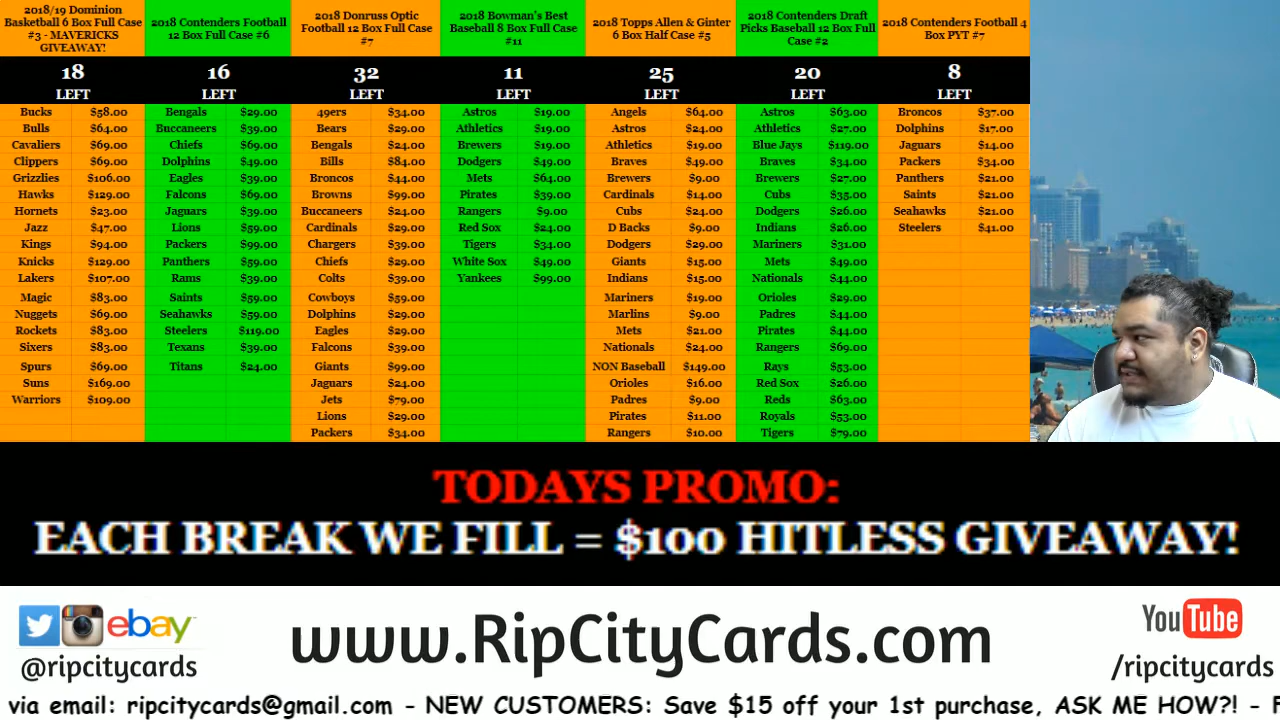 2018/19 Dominion
Basketball 6 Box Full Case
#3 - MAVERICKS
GIVEAWAY!
18
LEFT
Bucks $58.00
Bulls $64.00
Cavaliers $69.00
Clippers $69.00
Grizzlies $106.00
Hawks $129.00
Hornets $23.00
Jazz $47.00
Kings $94.00
Knicks $129.00
Lakers $107.00
Magic $83.00
Nuggets $69.00
Rockets $83.00
Sixers $83.00
Spurs $69.00
Suns $169.00
Warriors $109.00
2018 Contenders Football
12 Box Full Case #6
16
LEFT
Bengals $29.00
Buccaneers $39.00
Chiefs $69.00
Dolphins $49.00
Eagles $39.00
Falcons $69.00
Jaguars $39.00
Lions $59.00
Packers $99.00
Panthers $59.00
Rams $39.00
Saints $59.00
Seahawks $59.00
Steelers $119.00
Texans $39.00
Titans $24.00
2018 Donruss Optic
Football 12 Box Full Case
#7
32
LEFT
49ers $34.00
Bears $29.00
Bengals $24.00
Bills $84.00
Broncos $44.00
Browns $99.00
Buccaneers $24.00
Cardinals $29.00
Chargers $39.00
Chiefs $29.00
Colts $39.00
Cowboys $59.00
Dolphins $29.00
Eagles $29.00
Falcons $39.00
Giants $99.00
Jaguars $24.00
Jets $79.00
Lions $29.00
Packers $34.00
2018 Bowman's Best
Baseball 8 Box Full Case
#11
11
LEFT
Astros $19.00
Athletics $19.00
Brewers $19.00
Dodgers $49.00
Mets $64.00
Pirates $39.00
Rangers $9.00
Red Sox $24.00
Tigers $34.00
White Sox $49.00
Yankees $99.00
2018 Topps Allen & Ginter
6 Box Half Case #5
25
LEFT
Angels $64.00
Astros $24.00
Athletics $19.00
Braves $49.00
Brewers $9.00
Cardinals $14.00
Cubs $24.00
D Backs $9.00
Dodgers $29.00
Giants $15.00
Indians $15.00
Mariners $19.00
Marlins $9.00
Mets $21.00
Nationals $24.00
NON Baseball $149.00
Orioles $16.00
Padres $9.00
Pirates $11.00
Rangers $10.00
2018 Contenders Draft
Picks Baseball 12 Box Full
Case #2
20
LEFT
Astros $63.00
Athletics $27.00
Blue Jays $119.00
Braves $34.00
Brewers $27.00
Cubs $35.00
Dodgers $26.00
Indians $26.00
Mariners $31.00
Mets $49.00
Nationals $44.00
Orioles $29.00
Padres $44.00
Pirates $44.00
Rangers $69.00
Rays $53.00
Red Sox $26.00
Reds $63.00
Royals $53.00
Tigers $79.00
2018 Contenders Football 4
Box PYT #7
8
LEFT
Broncos $37.00
Dolphins $17.00
Jaguars $14.00
Packers $34.00
Panthers $21.00
Saints $21.00
Seahawks $21.00
Steelers $41.00
TODAYS PROMO:
EACH BREAK WE FILL = $100 HITLESS GIVEAWAY!
ebay
@ripcitycards
www.RipCityCards.com
YouTube
/ripcitycards
via email: ripcitycards@gmail.com - NEW CUSTOMERS: Save $15 off your 1st purchase, ASK ME HOW?! -